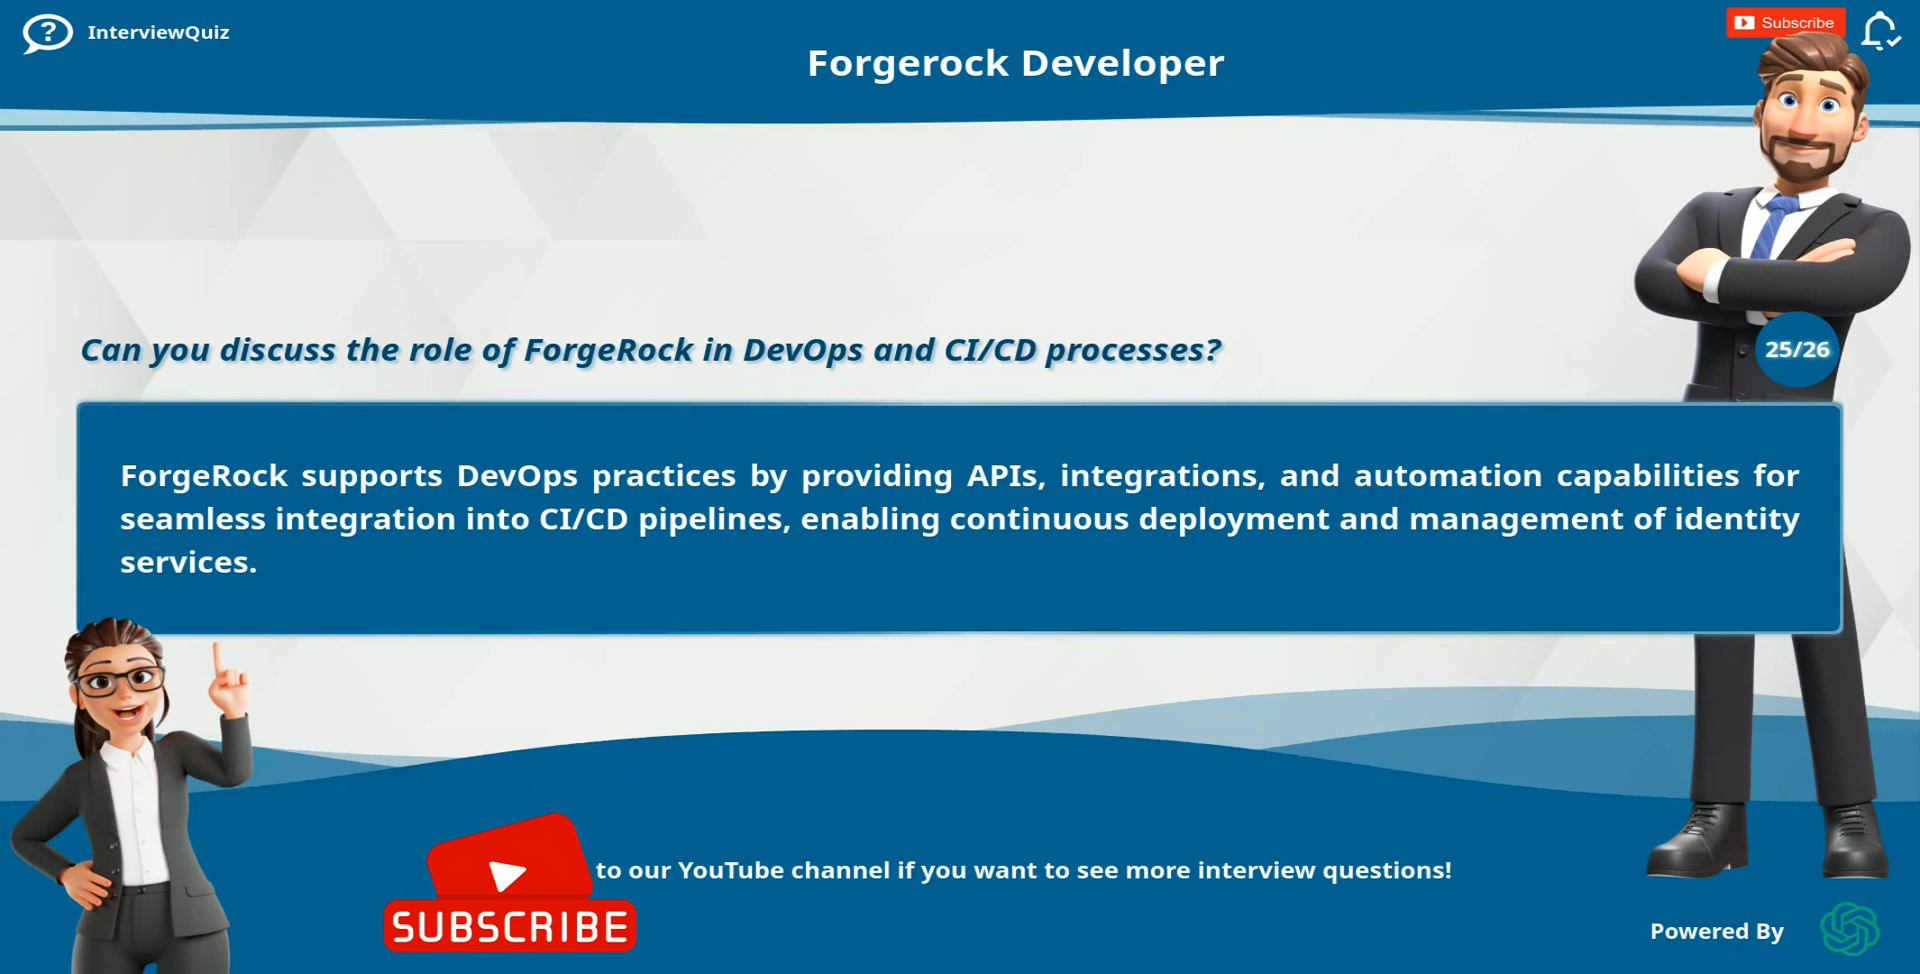 InterviewQuiz
Subscribe
Forgerock Developer
Can you discuss the role of ForgeRock in DevOps and CI/CD processes?
25/26
ForgeRock supports DevOps practices by providing APIs, integrations, and automation capabilities for
seamless integration into CI/CD pipelines, enabling continuous deployment and management of identity
services.
to our YouTube channel if you want to see more interview questions!
SUBSCRIBE
Powered By